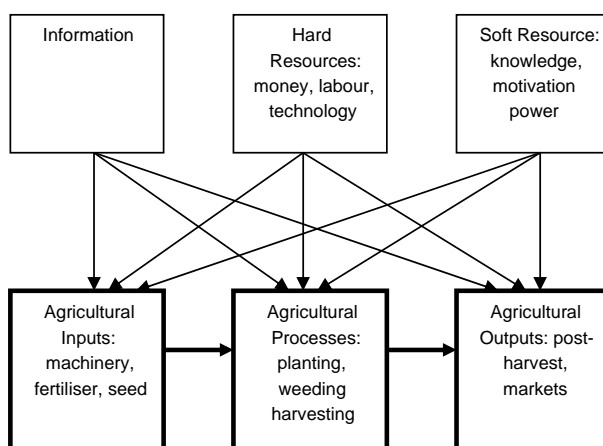 Information
Hard
Resources:
money, labour,
technology
Soft Resource:
knowledge,
motivation
power
Agricultural
Inputs:
machinery,
fertiliser, seed
Agricultural
Processes:
planting,
weeding
harvesting
Agricultural
Outputs: post-
harvest,
markets